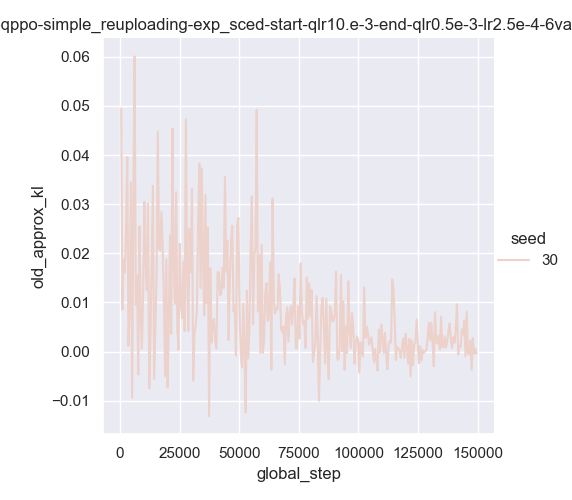 qppo-simple_reuploading-exp_sced-start-qlr10.e-3-end-qlr0.5e-3-lr2.5e-4-6va
0.06
0.05
0.04
0.03
0.02
0.01
0.00
−0.01
old_approx_kl
0 25000 50000 75000 100000 125000 150000
global_step
seed
30